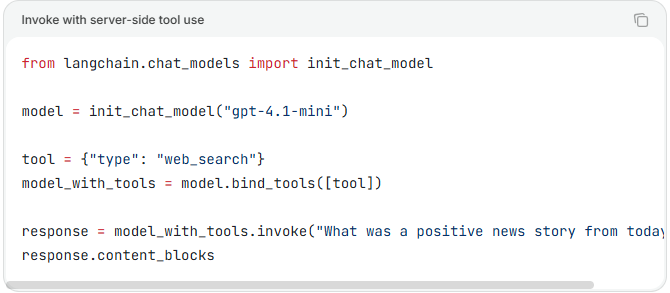 Invoke with server-side tool use
from langchain.chat_models import init_chat_model
model = init_chat_model("gpt-4.1-mini")
tool = {"type": "web_search"}
model_with_tools = model.bind_tools([tool])
response = model_with_tools.invoke("What was a positive news story from today
response.content_blocks